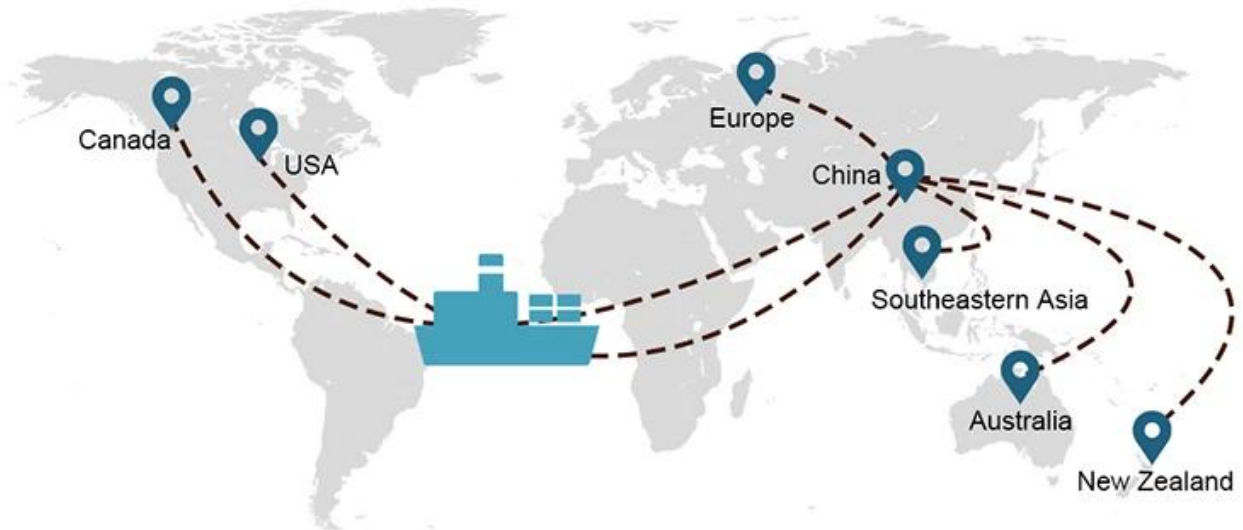 Canada
USA
Europe
China
Southeastern Asia
Australia
New Zealand